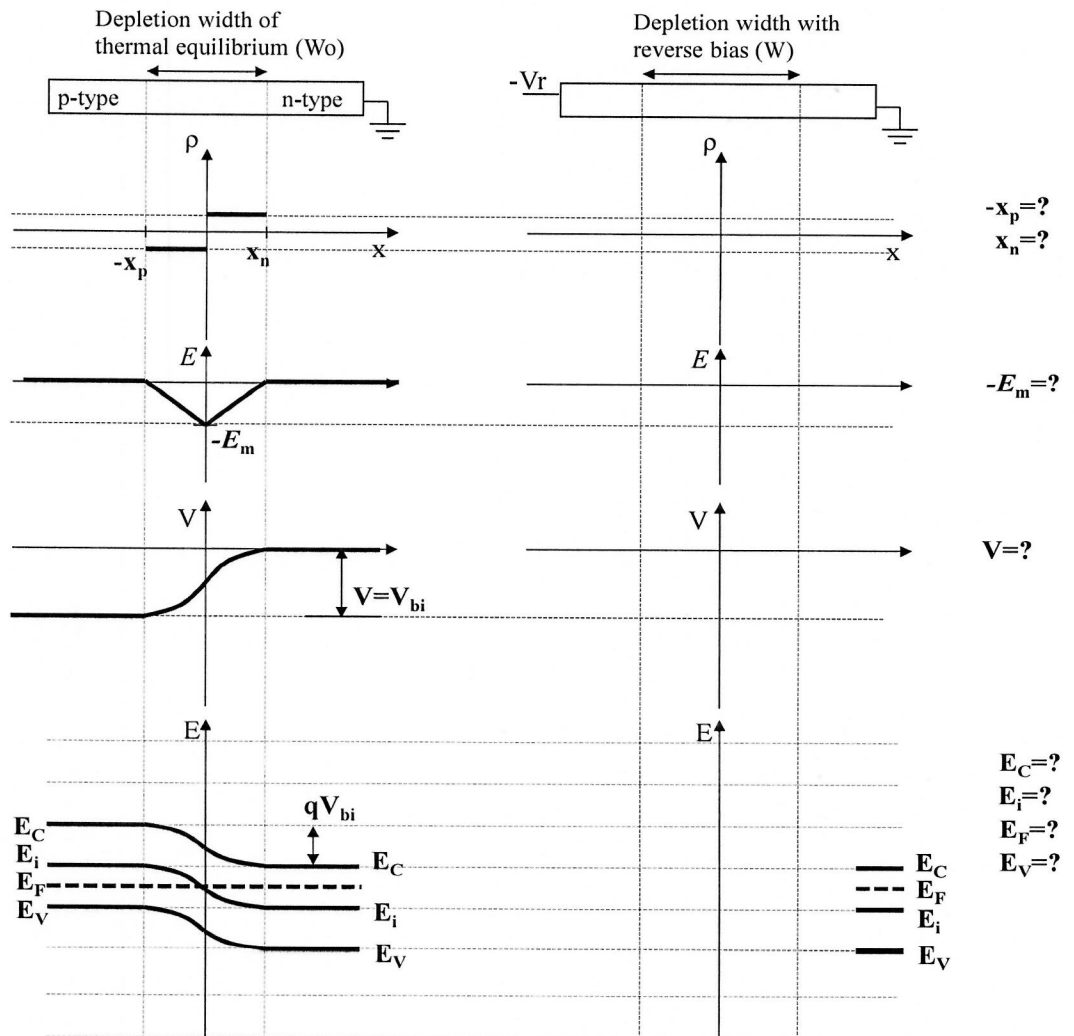 Depletion width of
thermal equilibrium (Wo)
p-type
n-type
ρ
-xp
xn
x
E
-Em
V
V=Vbi
E
qVbi
EC
Ei
EF
EV
EC
Ei
EV
Depletion width with
reverse bias (W)
-Vr
ρ
x
E
V
E
EC
EF
Ei
EV
-xp=?
xn=?
-Em=?
V=?
EC=?
Ei=?
EF=?
EV=?